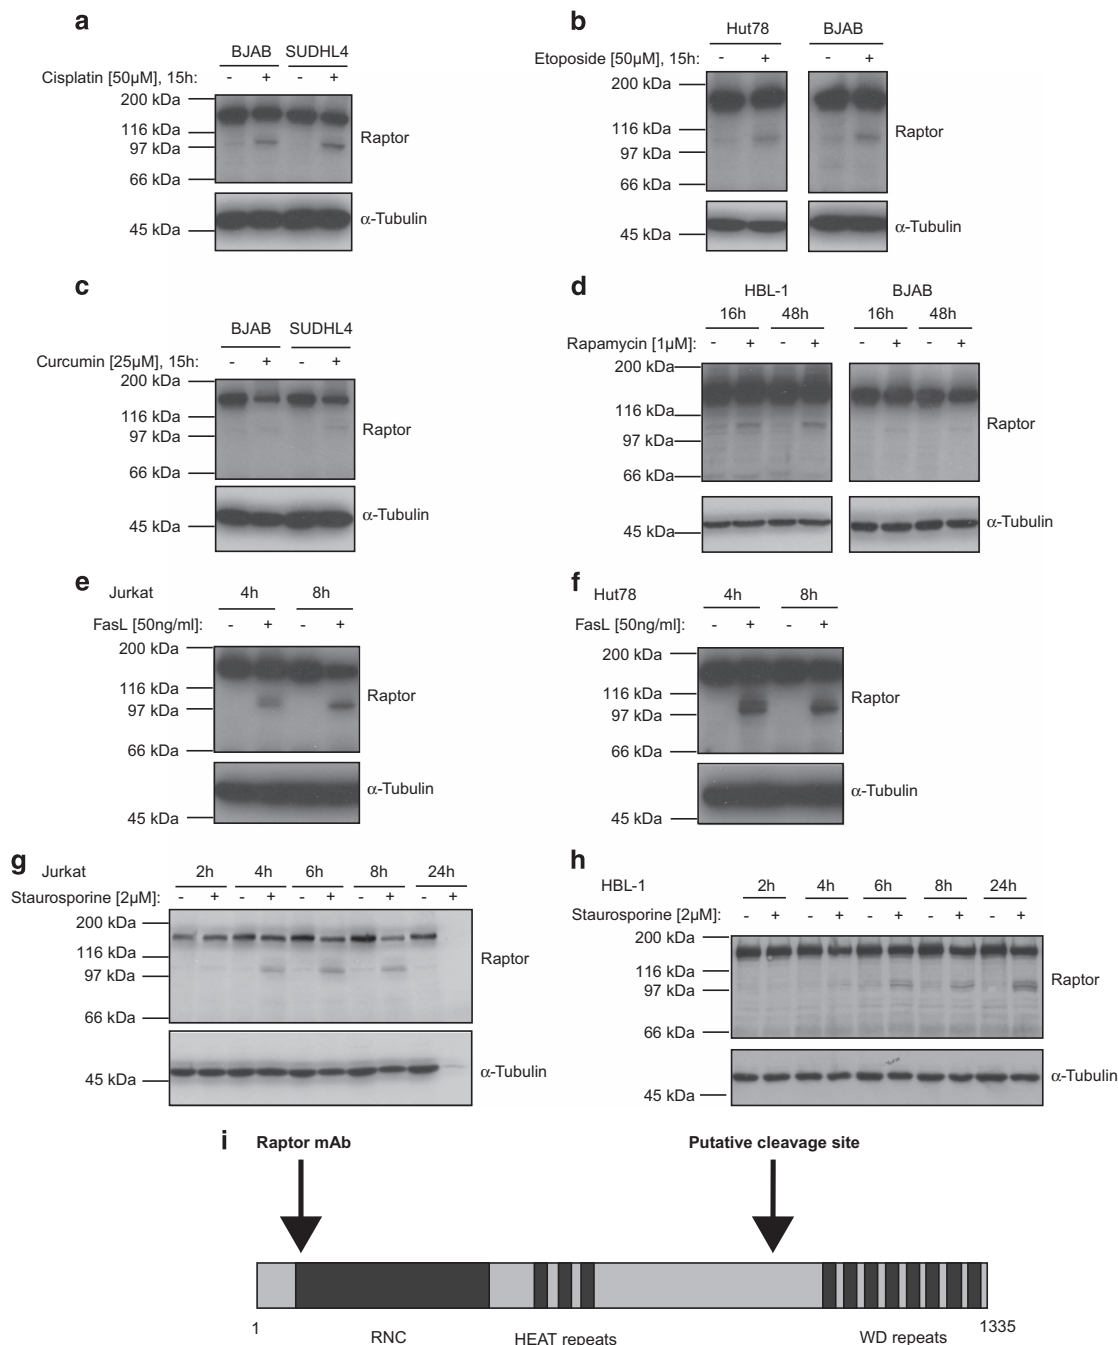 a
BJAB SUDHL4
Cisplatin [50µM], 15h: - + - +
200 kDa
116 kDa
97 kDa
66 kDa
Raptor
45 kDa
α-Tubulin
b
Hut78 BJAB
Etoposide [50µM], 15h: - + - +
200 kDa
116 kDa
97 kDa
66 kDa
Raptor
45 kDa
α-Tubulin
c
BJAB SUDHL4
Curcumin [25µM], 15h: - + - +
200 kDa
116 kDa
97 kDa
66 kDa
Raptor
45 kDa
α-Tubulin
d
HBL-1 BJAB
16h 48h 16h 48h
Rapamycin [1µM]: - + - + - + - +
200 kDa
116 kDa
97 kDa
66 kDa
Raptor
45 kDa
α-Tubulin
e
Jurkat 4h 8h
FasL [50ng/ml]: - + - +
200 kDa
116 kDa
97 kDa
66 kDa
Raptor
45 kDa
α-Tubulin
f
Hut78 4h 8h
FasL [50ng/ml]: - + - +
200 kDa
116 kDa
97 kDa
66 kDa
Raptor
45 kDa
α-Tubulin
g
Jurkat 2h 4h 6h 8h 24h
Staurosporine [2µM]: - + - + - + - + - +
200 kDa
116 kDa
97 kDa
66 kDa
Raptor
45 kDa
α-Tubulin
h
HBL-1 2h 4h 6h 8h 24h
Staurosporine [2µM]: - + - + - + - + - +
200 kDa
116 kDa
97 kDa
66 kDa
Raptor
45 kDa
α-Tubulin
i
Raptor mAb Putative cleavage site
1 1335
RNC HEAT repeats WD repeats